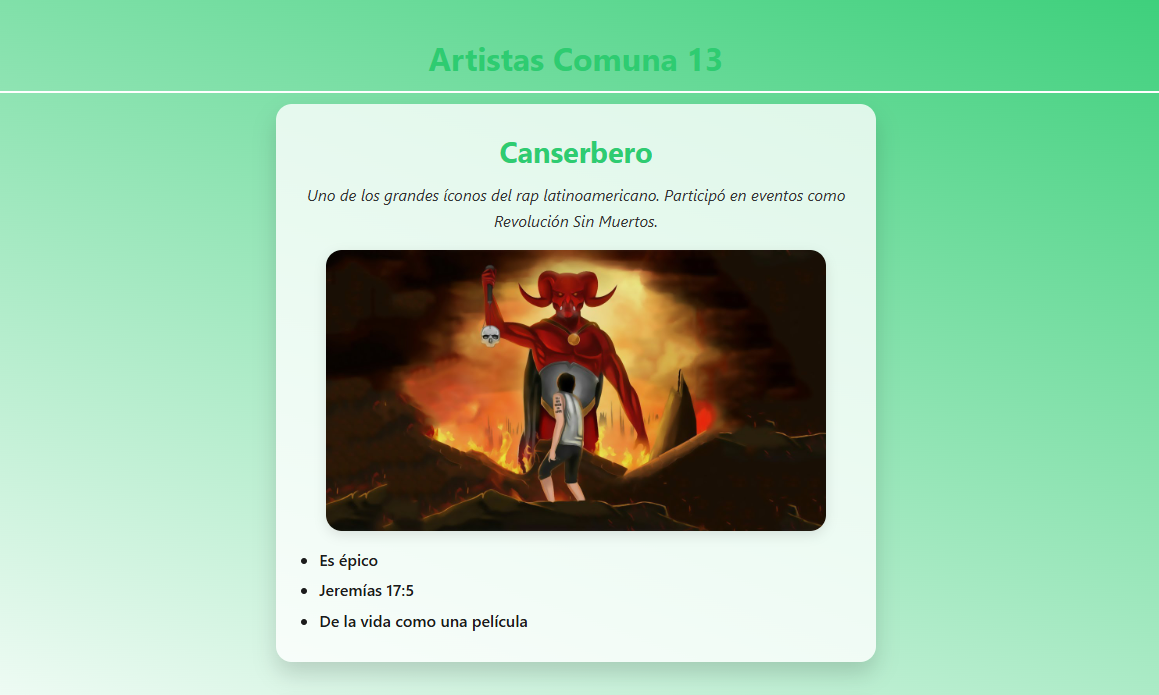 Artistas Comuna 13
Canserbero
Uno de los grandes íconos del rap latinoamericano. Participó en eventos como
Revolución Sin Muertos.
Es épico
Jeremías 17:5
De la vida como una película